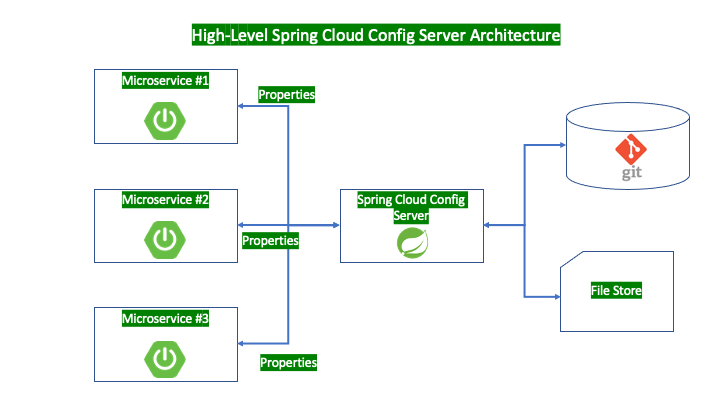 High-Level Spring Cloud Config Server Architecture
Microservice #1
Properties
Microservice #2
Properties
Microservice #3
Properties
Spring Cloud Config
Server
git
File Store